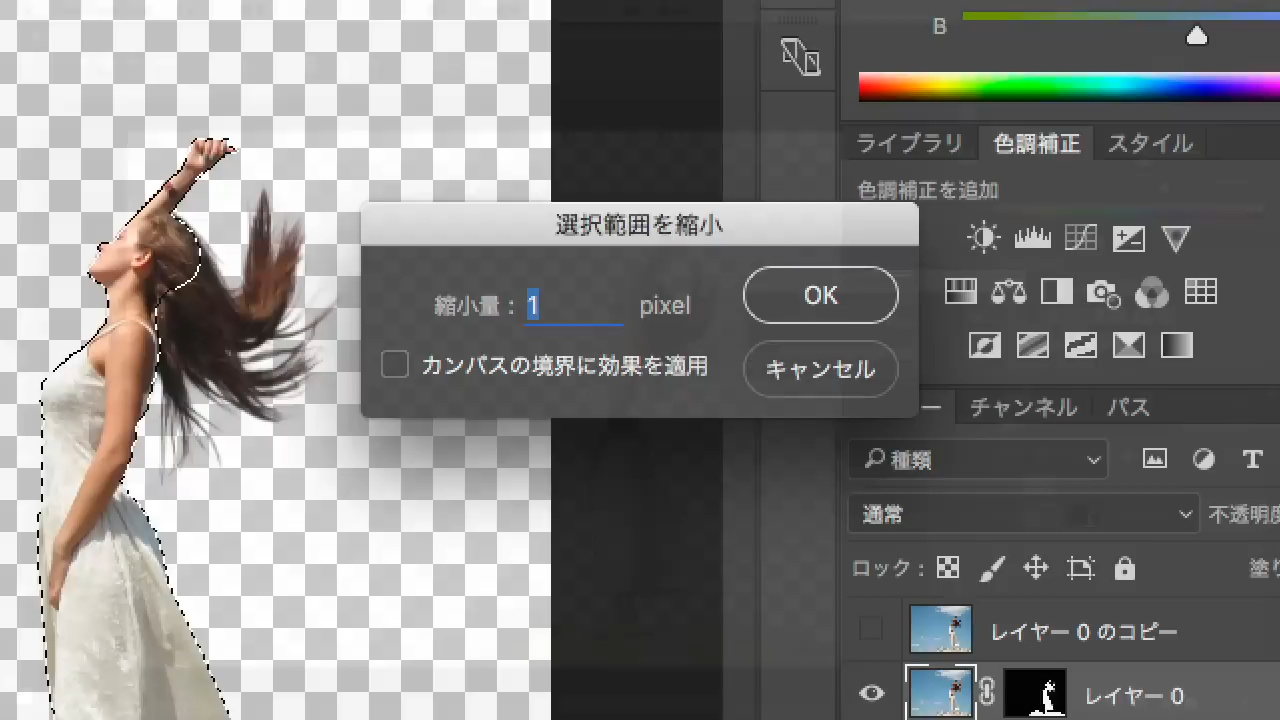 B
ライブラリ 色調補正 スタイル
色調補正を追加
選択範囲を縮小
縮小量： 1 pixel
OK
カンバスの境界に効果を適用
キャンセル
ー チャンネル パス
種類
T
通常 不透明度
ロック： 塗り
レイヤー 0 のコピー
レイヤー 0